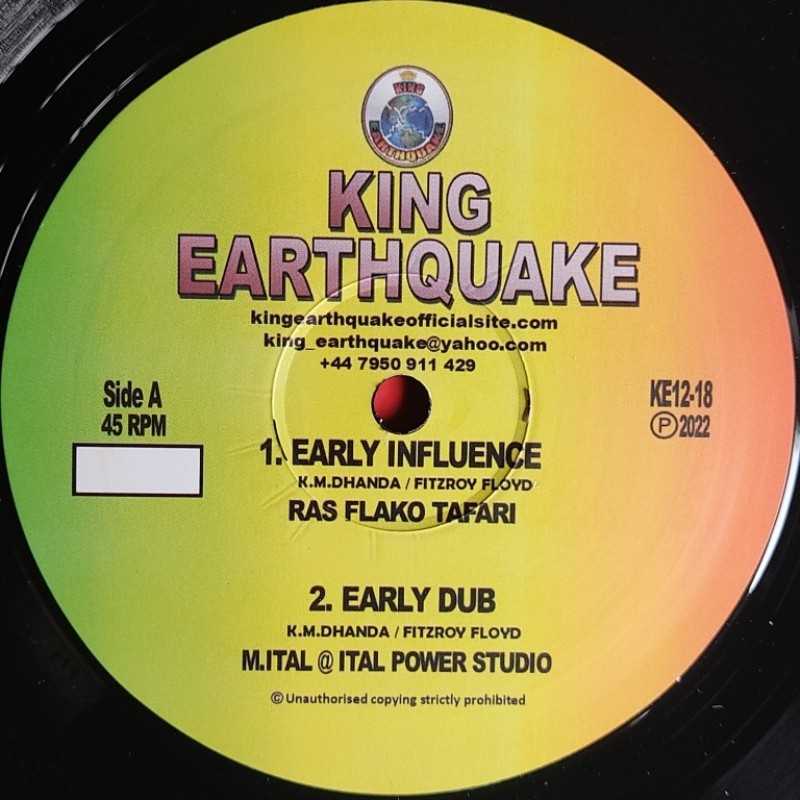 KING
EARTHQUAKE
KING
EARTHQUAKE
kingearthquakeofficialsite.com
king_earthquake@yahoo.com
+44 7950 911 429
Side A
45 RPM
KE12-18
Ⓟ 2022
1. EARLY INFLUENCE
K.M.DHANDA / FITZROY FLOYD
RAS FLAKO TAFARI
2. EARLY DUB
K.M.DHANDA / FITZROY FLOYD
M.ITAL @ ITAL POWER STUDIO
© Unauthorised copying strictly prohibited